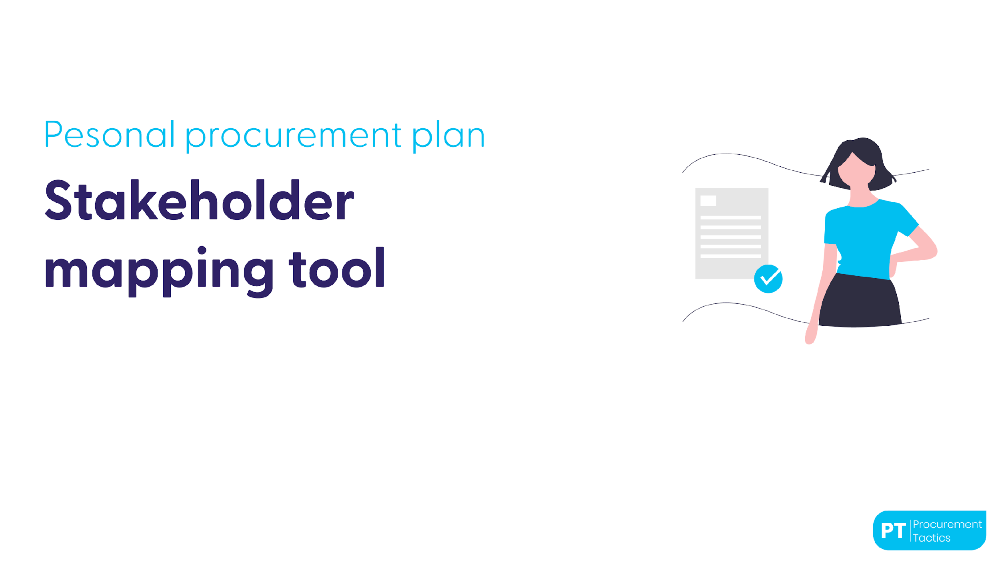 Pesonal procurement plan
Stakeholder
mapping tool
PT Procurement
Tactics